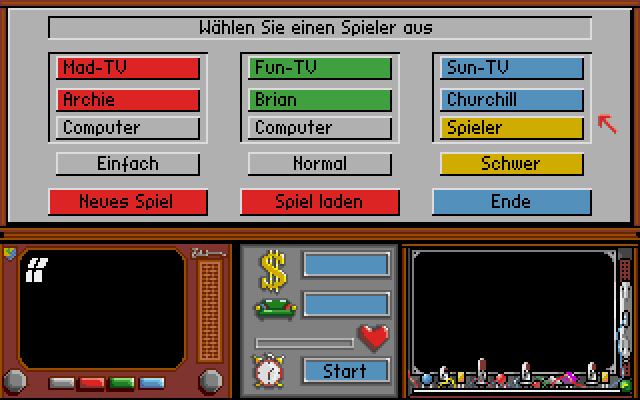 Wählen Sie einen Spieler aus
Mad-TV
Archie
Computer
Fun-TV
Brian
Computer
Sun-TV
Churchill
Spieler
Einfach
Normal
Schwer
Neues Spiel
Spiel laden
Ende
Start